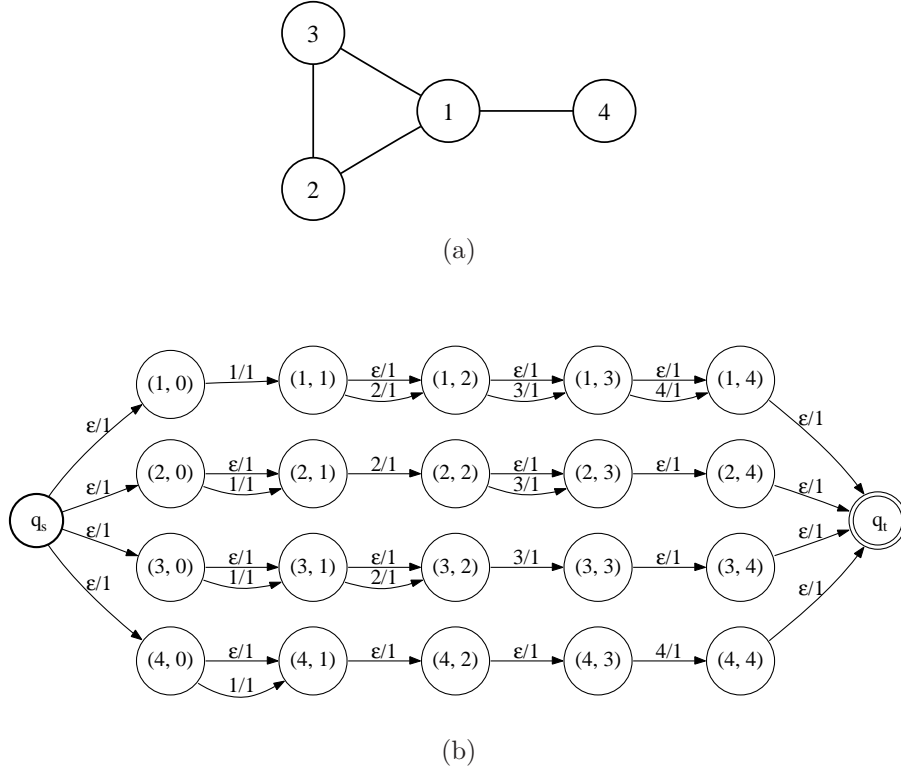 3
1 4
2
(a)
ε/1 ε/1 ε/1
(1, 0) 1/1 (1, 1) 2/1 (1, 2) 3/1 (1, 3) 4/1 (1, 4)
ε/1 ε/1
ε/1 ε/1
(2, 0) 1/1 (2, 1) 2/1 (2, 2) 3/1 (2, 3) ε/1 (2, 4)
ε/1 ε/1
qs qt
ε/1 ε/1
ε/1 ε/1
(3, 0) 1/1 (3, 1) 2/1 (3, 2) 3/1 (3, 3) ε/1 (3, 4)
ε/1 ε/1
ε/1
(4, 0) 1/1 (4, 1) ε/1 (4, 2) ε/1 (4, 3) 4/1 (4, 4)
(b)